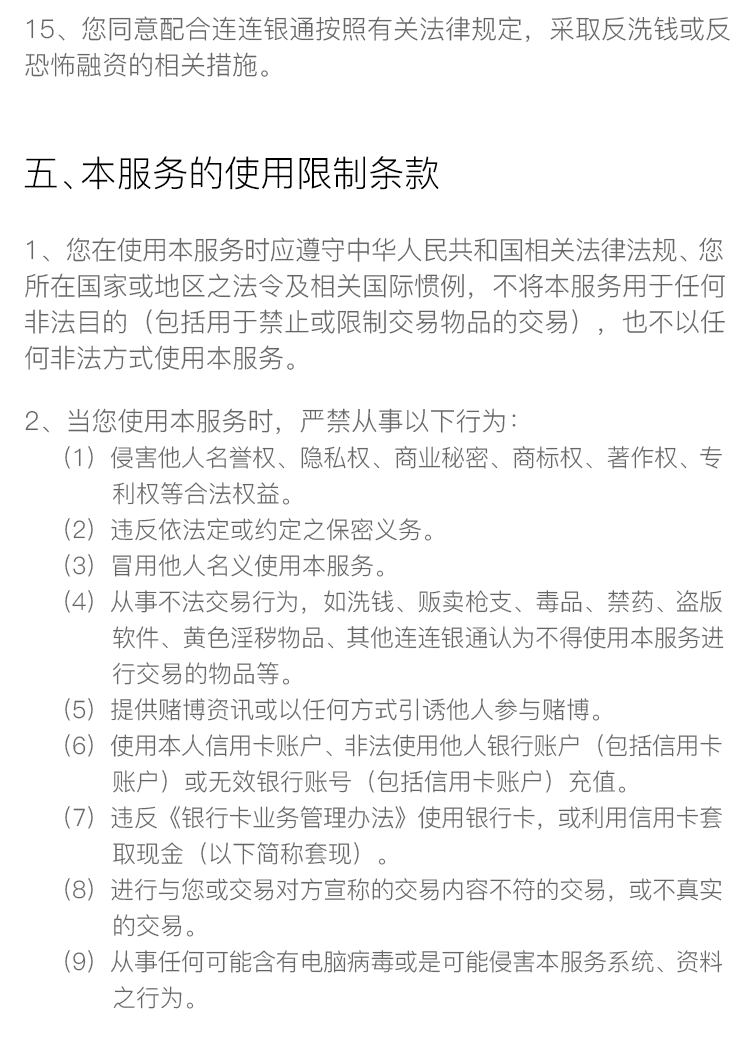 15、您同意配合连连银通按照有关法律规定，采取反洗钱或反
恐怖融资的相关措施。
五、本服务的使用限制条款
1、您在使用本服务时应遵守中华人民共和国相关法律法规、您
所在国家或地区之法令及相关国际惯例，不将本服务用于任何
非法目的（包括用于禁止或限制交易物品的交易），也不以任
何非法方式使用本服务。
2、当您使用本服务时，严禁从事以下行为：
（1）侵害他人名誉权、隐私权、商业秘密、商标权、著作权、专
利权等合法权益。
（2）违反依法定或约定之保密义务。
（3）冒用他人名义使用本服务。
（4）从事不法交易行为，如洗钱、贩卖枪支、毒品、禁药、盗版
软件、黄色淫秽物品、其他连连银通认为不得使用本服务进
行交易的物品等。
（5）提供赌博资讯或以任何方式引诱他人参与赌博。
（6）使用本人信用卡账户、非法使用他人银行账户（包括信用卡
账户）或无效银行账号（包括信用卡账户）充值。
（7）违反《银行卡业务管理办法》使用银行卡，或利用信用卡套
取现金（以下简称套现）。
（8）进行与您或交易对方宣称的交易内容不符的交易，或不真实
的交易。
（9）从事任何可能含有电脑病毒或是可能侵害本服务系统、资料
之行为。